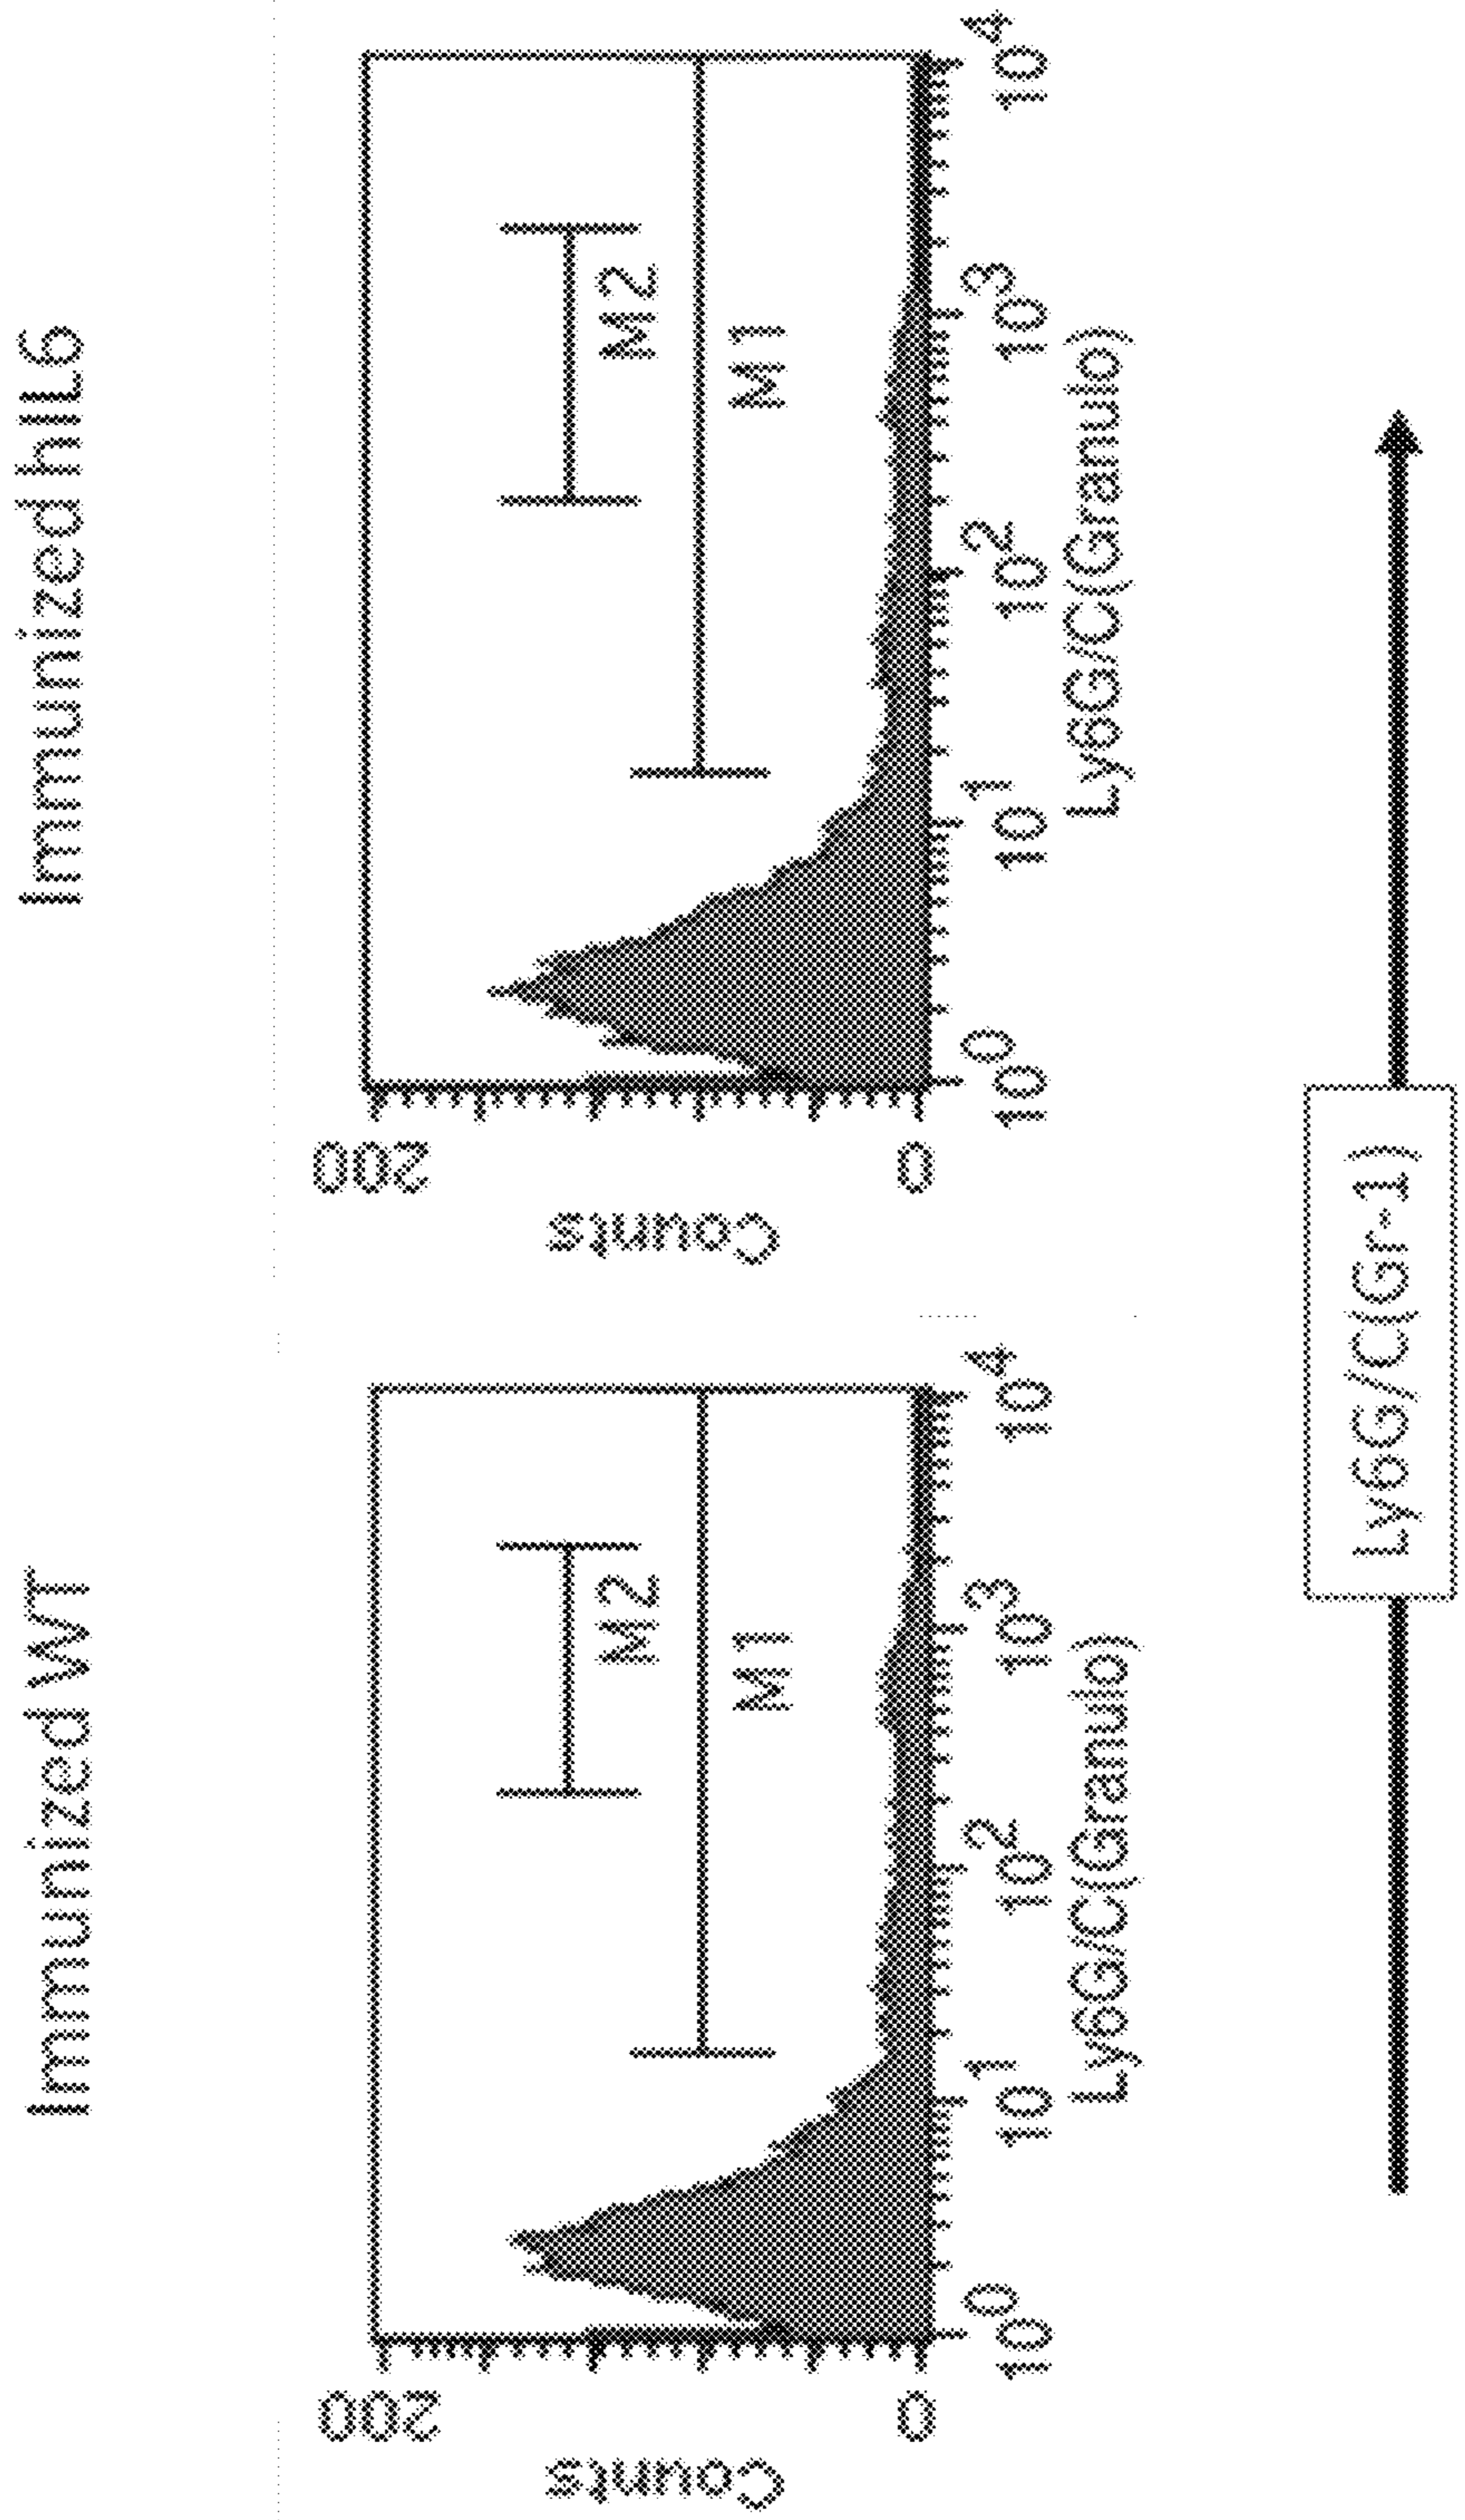 Immunized WT
Counts
200
0
M2
M1
10^0 10^1 10^2 10^3 10^4
Ly6G/C(Granulo)
Immunized hIL6
Counts
200
0
M2
M1
10^0 10^1 10^2 10^3 10^4
Ly6G/C(Granulo)
Ly6G/C(Gr-1)